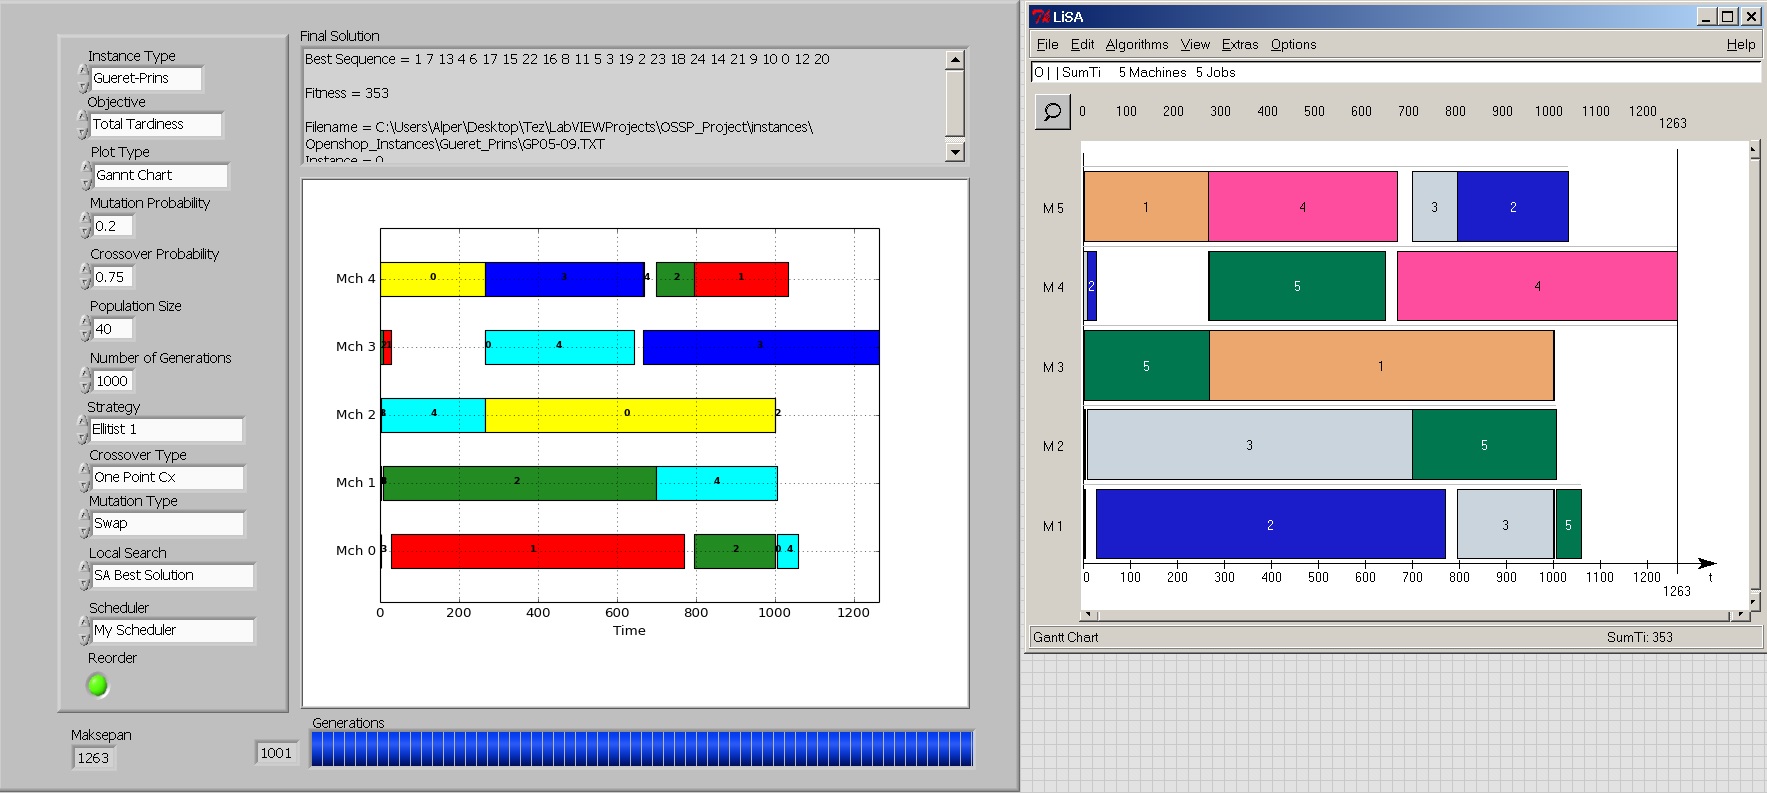 Instance Type
Gueret-Prins
Objective
Total Tardiness
Plot Type
Gannt Chart
Mutation Probability
0.2
Crossover Probability
0.75
Population Size
40
Number of Generations
1000
Strategy
Ellitist 1
Crossover Type
One Point Cx
Mutation Type
Swap
Local Search
SA Best Solution
Scheduler
My Scheduler
Reorder
Maksepan
1263
1001
Final Solution
Best Sequence = 1 7 13 4 6 17 15 22 16 8 11 5 3 19 2 23 18 24 14 21 9 10 0 12 20
Fitness = 353
Filename = C:\Users\Alper\Desktop\Tez\LabVIEWProjects\OSSP_Project\instances\
Openshop_Instances\Gueret_Prins\GP05-09.TXT
Instance = 0
Mch 4 0 3 4 2 1
Mch 3 1 0 4 3
Mch 2 4 0 2
Mch 1 2 4
Mch 0 3 1 2 0 4
0 200 400 600 800 1000 1200
Time
Generations
LiSA
File Edit Algorithms View Extras Options Help
O | | SumTi 5 Machines 5 Jobs
0 100 200 300 400 500 600 700 800 900 1000 1100 1200
1263
M 5 1 4 3 2
M 4 2 5 4
M 3 5 1
M 2 3 5
M 1 2 3 5
0 100 200 300 400 500 600 700 800 900 1000 1100 1200 t
1263
Gantt Chart SumTi: 353